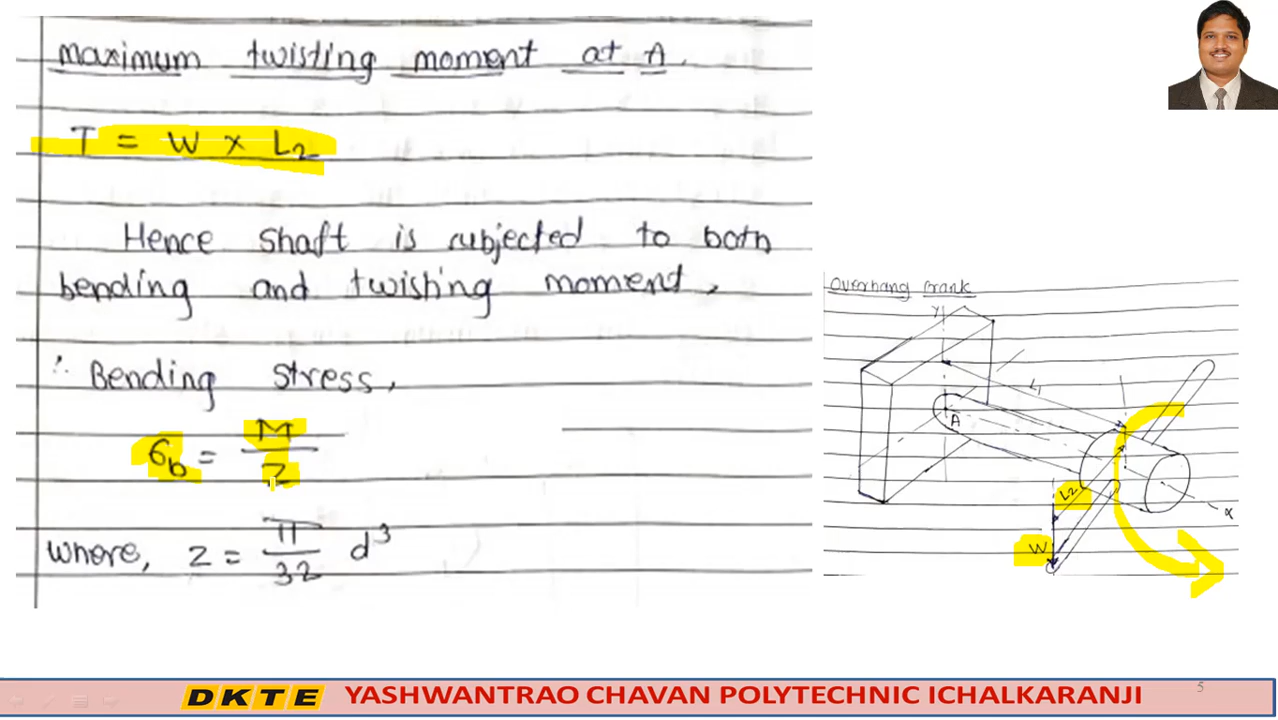 maximum twisting moment at A.
T = W × L2
Hence shaft is subjected to both
bending and twisting moment,
∴ Bending stress,
σb = M/Z
where, Z = π/32 d³
Overhang Crank
Y
L1
A
L2
x
W
DKTE YASHWANTRAO CHAVAN POLYTECHNIC ICHALKARANJI
5